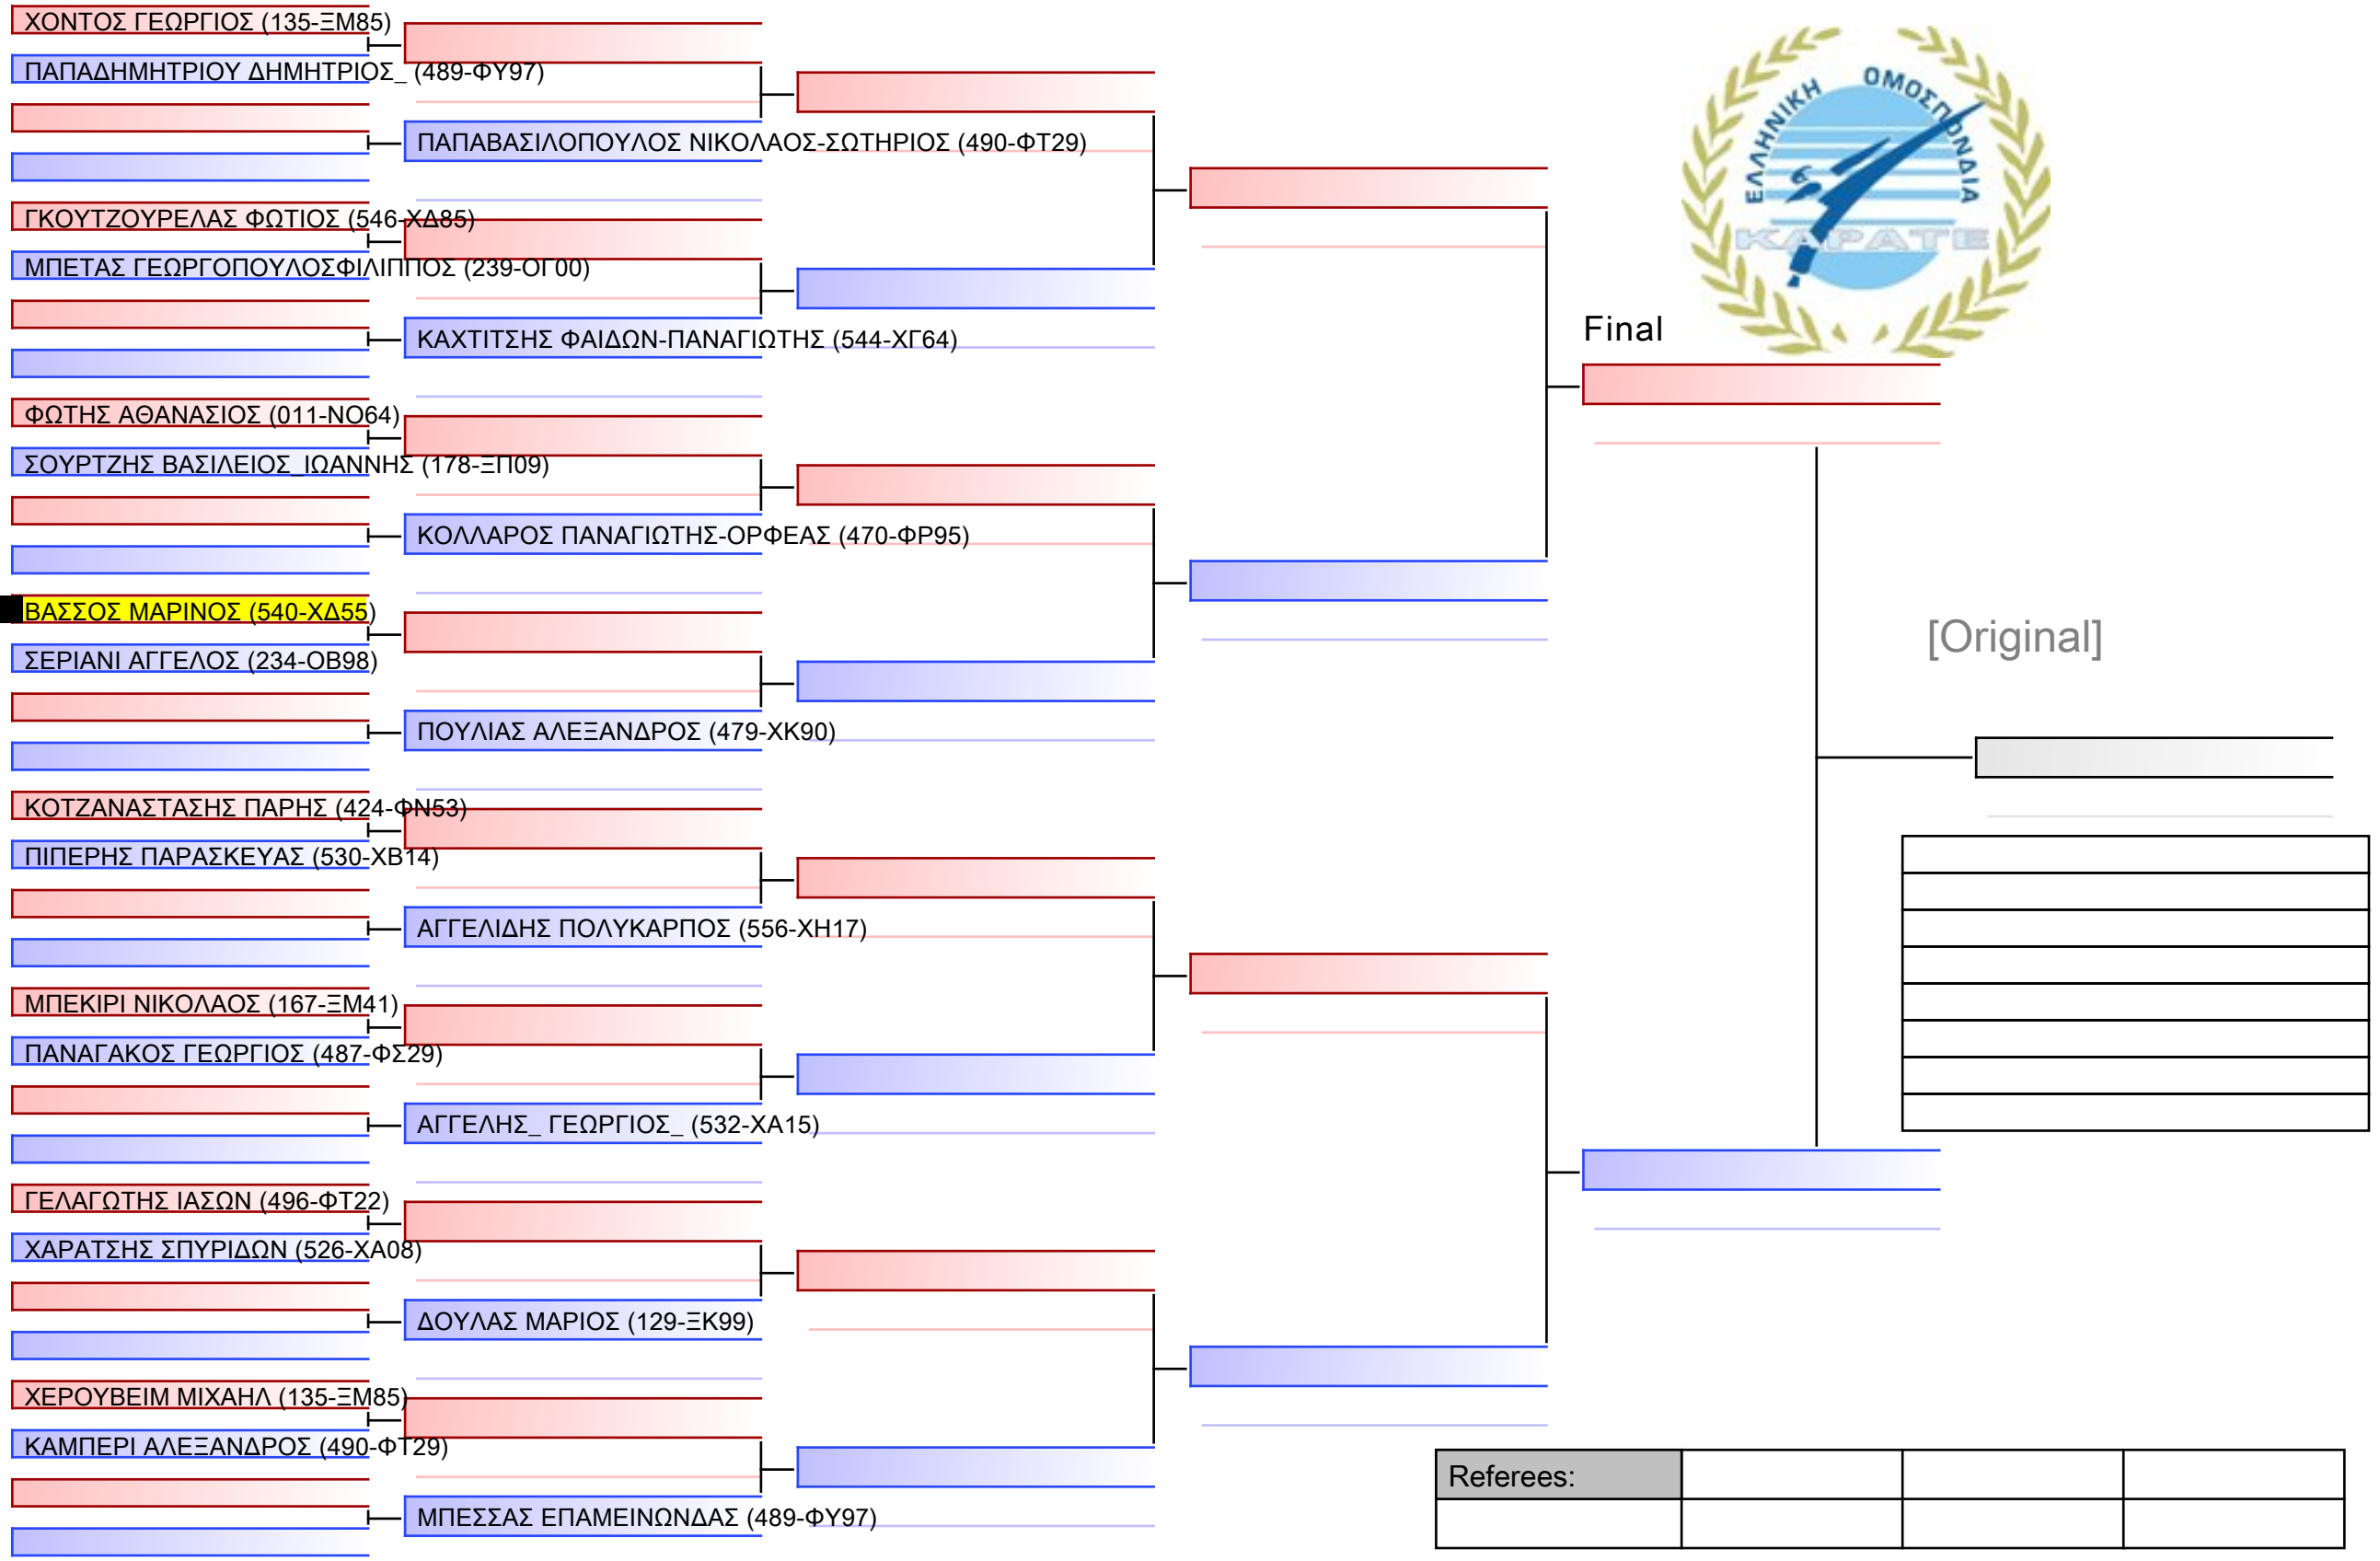 ΧΟΝΤΟΣ ΓΕΩΡΓΙΟΣ (135-ΞΜ85)
ΠΑΠΑΔΗΜΗΤΡΙΟΥ ΔΗΜΗΤΡΙΟΣ_ (489-ΦΥ97)
ΠΑΠΑΒΑΣΙΛΟΠΟΥΛΟΣ ΝΙΚΟΛΑΟΣ-ΣΩΤΗΡΙΟΣ (490-ΦΤ29)
ΓΚΟΥΤΖΟΥΡΕΛΑΣ ΦΩΤΙΟΣ (546-ΧΔ85)
ΜΠΕΤΑΣ ΓΕΩΡΓΟΠΟΥΛΟΣΦΙΛΙΠΠΟΣ (239-ΟΓ00)
ΚΑΧΤΙΤΣΗΣ ΦΑΙΔΩΝ-ΠΑΝΑΓΙΩΤΗΣ (544-ΧΓ64)
ΦΩΤΗΣ ΑΘΑΝΑΣΙΟΣ (011-ΝΟ64)
ΣΟΥΡΤΖΗΣ ΒΑΣΙΛΕΙΟΣ_ΙΩΑΝΝΗΣ (178-ΞΠ09)
ΚΟΛΛΑΡΟΣ ΠΑΝΑΓΙΩΤΗΣ-ΟΡΦΕΑΣ (470-ΦΡ95)
ΒΑΣΣΟΣ ΜΑΡΙΝΟΣ (540-ΧΔ55)
ΣΕΡΙΑΝΙ ΑΓΓΕΛΟΣ (234-ΟΒ98)
ΠΟΥΛΙΑΣ ΑΛΕΞΑΝΔΡΟΣ (479-ΧΚ90)
ΚΟΤΖΑΝΑΣΤΑΣΗΣ ΠΑΡΗΣ (424-ΦΝ53)
ΠΙΠΕΡΗΣ ΠΑΡΑΣΚΕΥΑΣ (530-ΧΒ14)
ΑΓΓΕΛΙΔΗΣ ΠΟΛΥΚΑΡΠΟΣ (556-ΧΗ17)
ΜΠΕΚΙΡΙ ΝΙΚΟΛΑΟΣ (167-ΞΜ41)
ΠΑΝΑΓΑΚΟΣ ΓΕΩΡΓΙΟΣ (487-ΦΣ29)
ΑΓΓΕΛΗΣ_ ΓΕΩΡΓΙΟΣ_ (532-ΧΑ15)
ΓΕΛΑΓΩΤΗΣ ΙΑΣΩΝ (496-ΦΤ22)
ΧΑΡΑΤΣΗΣ ΣΠΥΡΙΔΩΝ (526-ΧΑ08)
ΔΟΥΛΑΣ ΜΑΡΙΟΣ (129-ΞΚ99)
ΧΕΡΟΥΒΕΙΜ ΜΙΧΑΗΛ (135-ΞΜ85)
ΚΑΜΠΕΡΙ ΑΛΕΞΑΝΔΡΟΣ (490-ΦΤ29)
ΜΠΕΣΣΑΣ ΕΠΑΜΕΙΝΩΝΔΑΣ (489-ΦΥ97)
ΕΛΛΗΝΙΚΗ ΟΜΟΣΠΟΝΔΙΑ
ΚΑΡΑΤΕ
Final
[Original]
Referees: